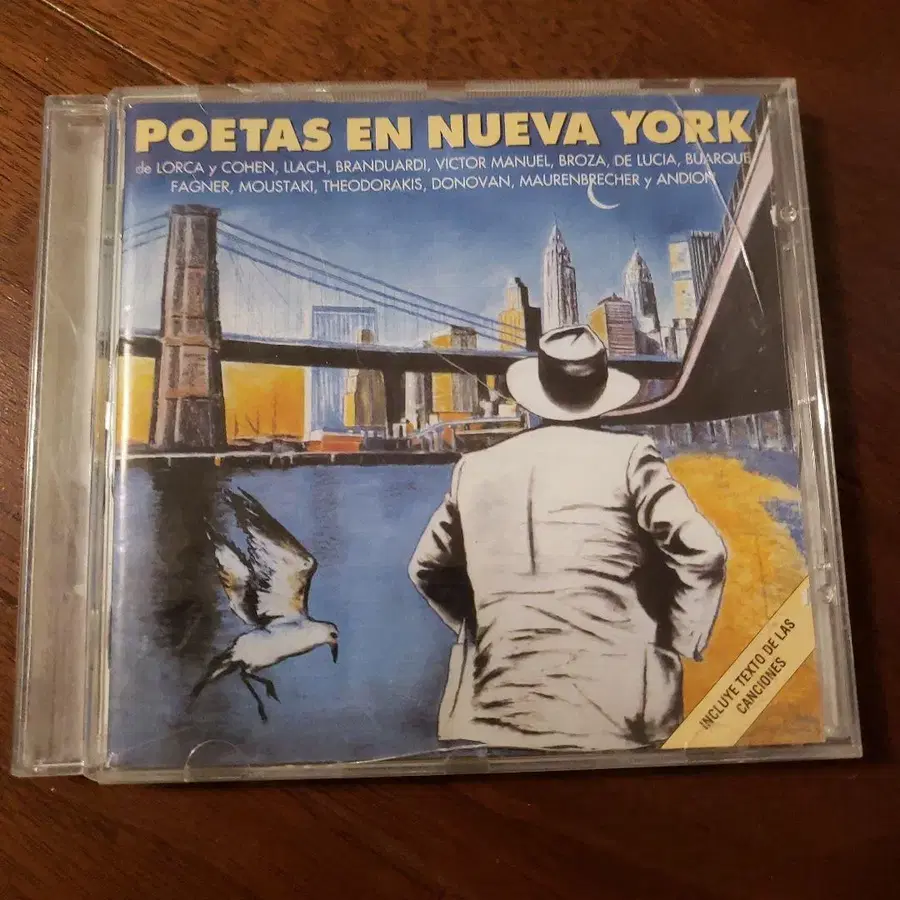 POETAS EN NUEVA YORK
de LORCA y COHEN, LLACH, BRANDUARDI, VICTOR MANUEL, BROZA, DE LUCIA, BUARQUE
FAGNER, MOUSTAKI, THEODORAKIS, DONOVAN, MAURENBRECHER y ANDION
INCLUYE TEXTO DE LAS
CANCIONES